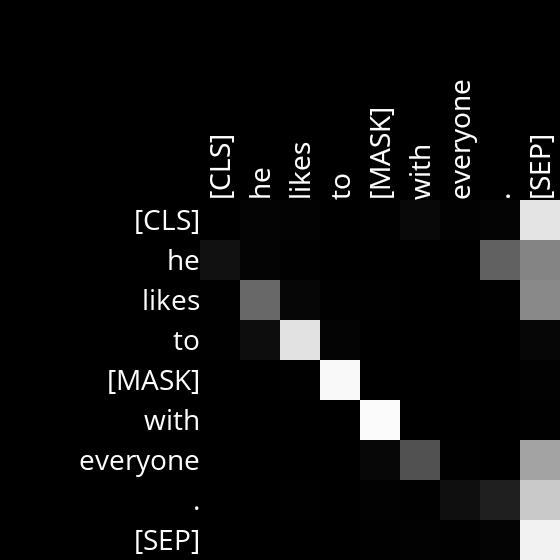 [CLS] he likes to [MASK] with everyone . [SEP]
[CLS]
he
likes
to
[MASK]
with
everyone
.
[SEP]